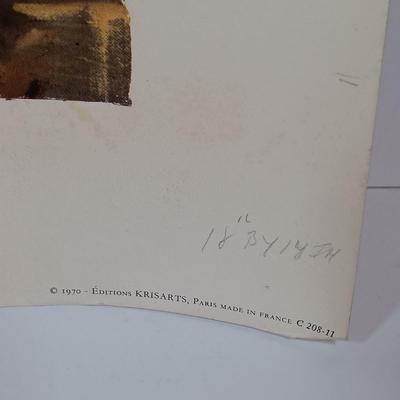 18" BY 14 IN
© 1970 - ÉDITIONS KRISARTS, PARIS MADE IN FRANCE C 208-11